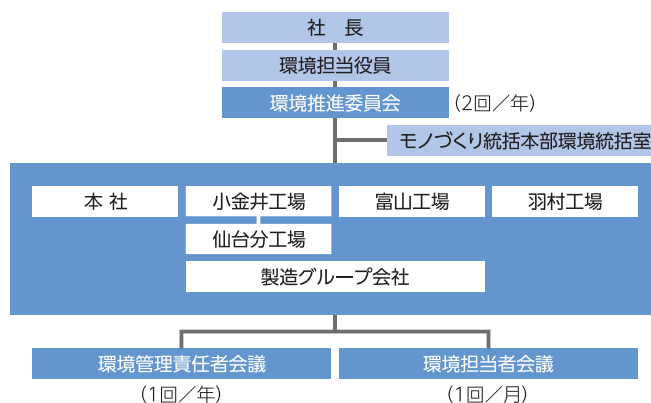 社　長
環境担当役員
環境推進委員会
（2回／年）
モノづくり統括本部環境統括室
本 社
小金井工場
富山工場
羽村工場
仙台分工場
製造グループ会社
環境管理責任者会議
環境担当者会議
（1回／年）
（1回／月）